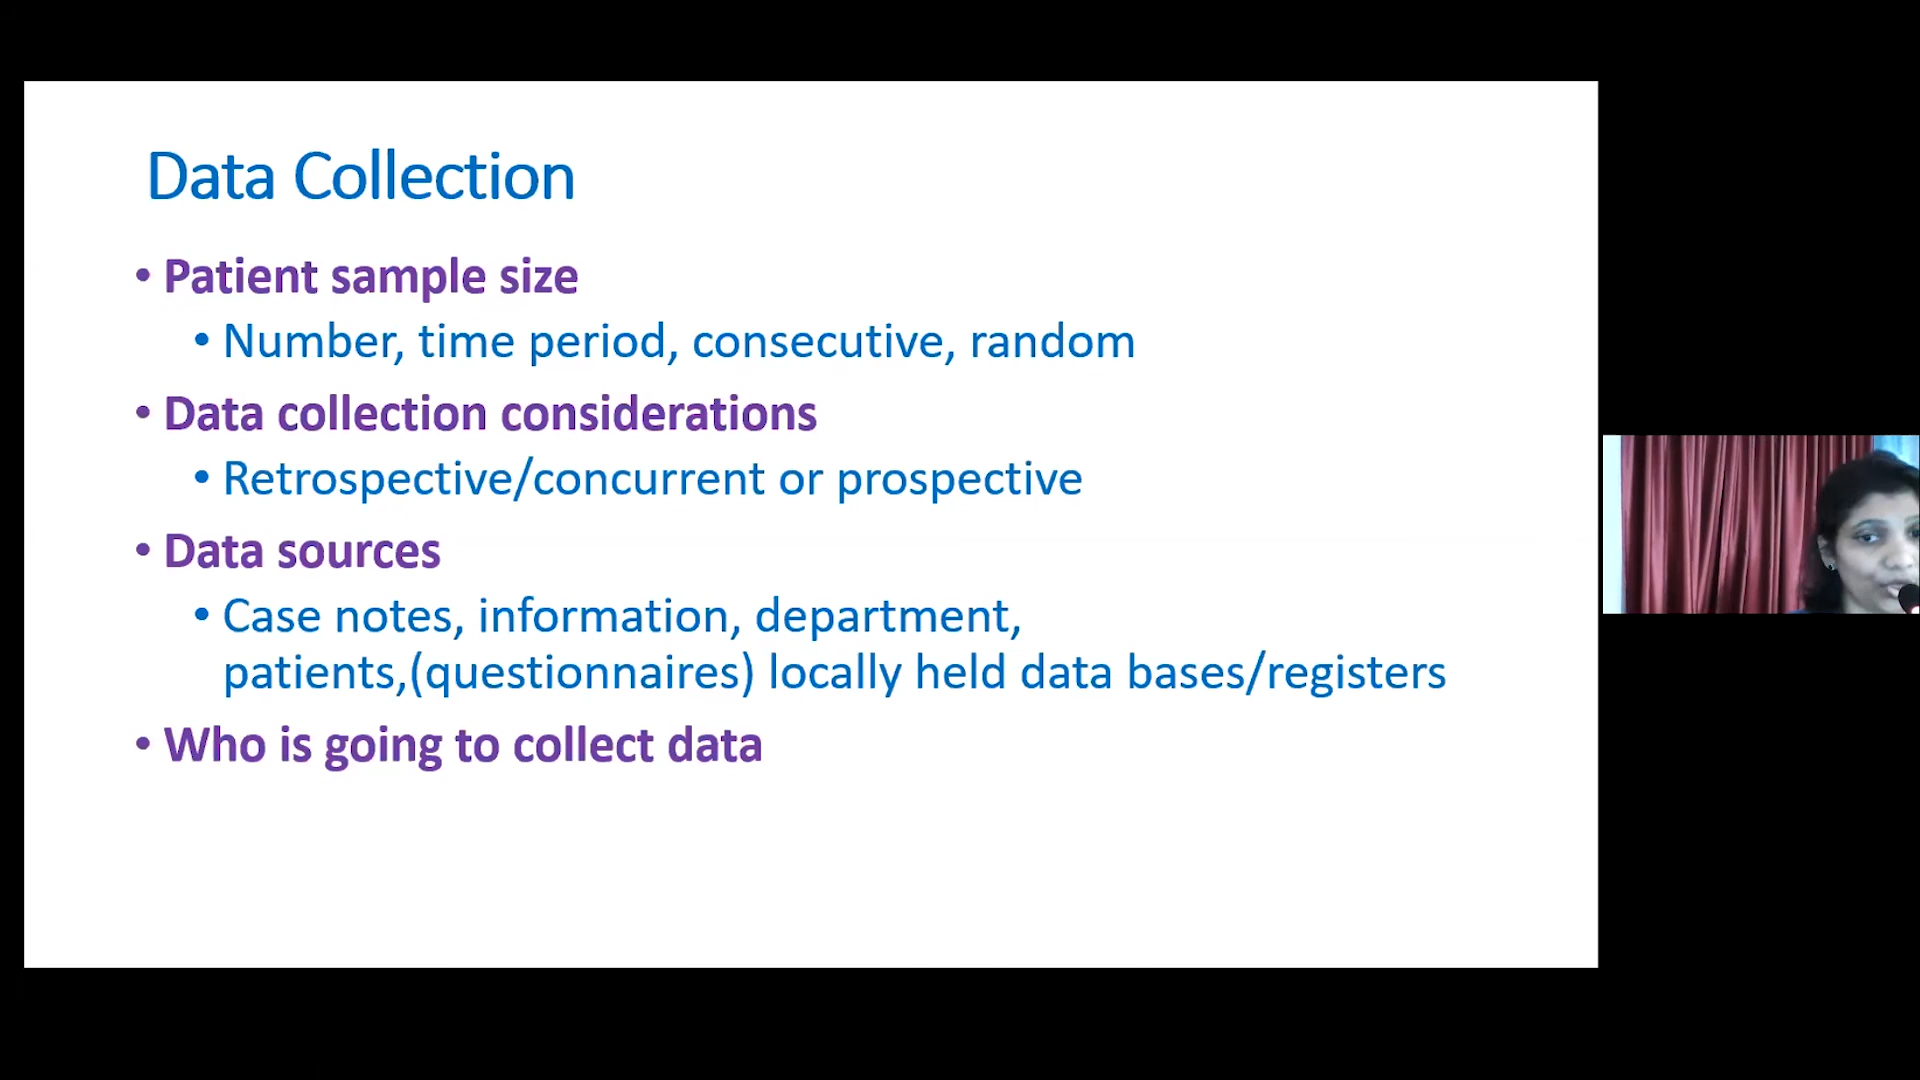 Data Collection
• Patient sample size
• Number, time period, consecutive, random
• Data collection considerations
• Retrospective/concurrent or prospective
• Data sources
• Case notes, information, department,
patients,(questionnaires) locally held data bases/registers
• Who is going to collect data